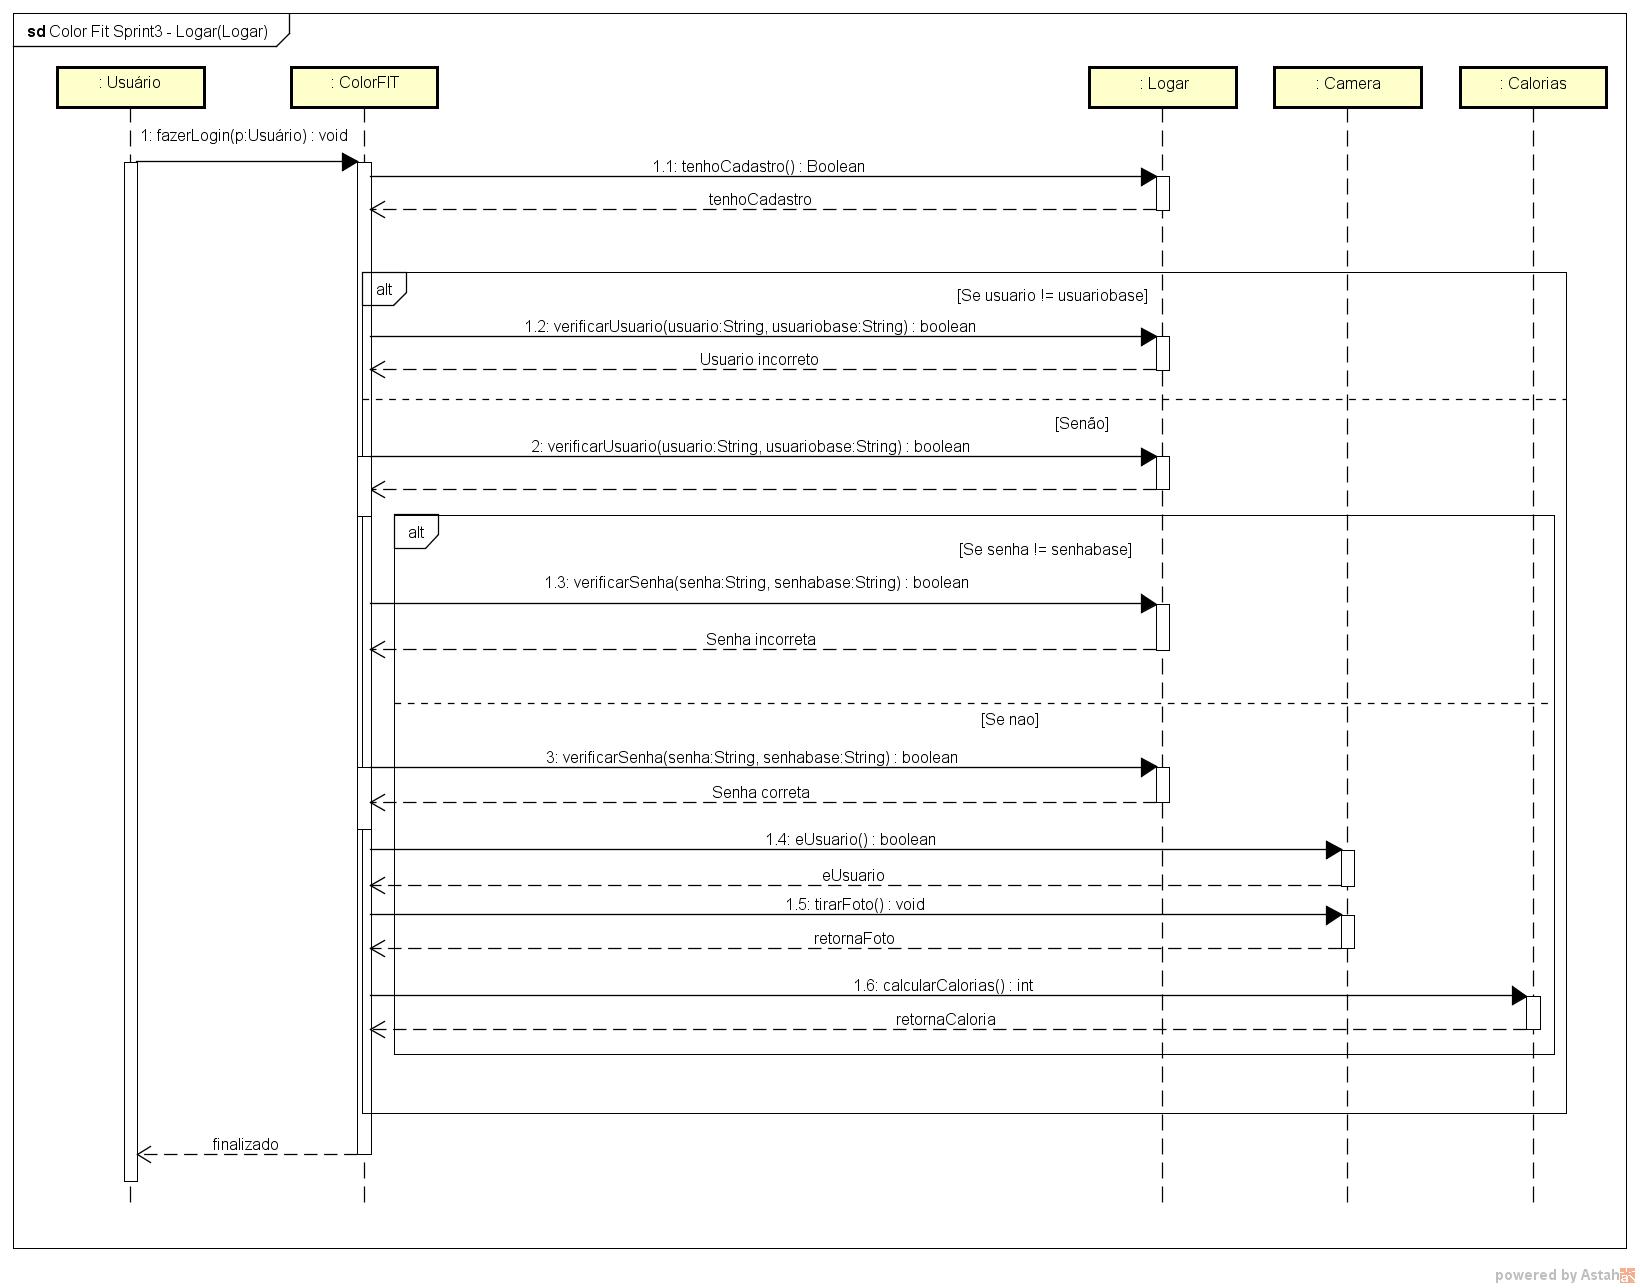 sd Color Fit Sprint3 - Logar(Logar)
: Usuário
: ColorFIT
: Logar
: Camera
: Calorias
1: fazerLogin(p:Usuário) : void
1.1: tenhoCadastro() : Boolean
tenhoCadastro
alt
[Se usuario != usuariobase]
1.2: verificarUsuario(usuario:String, usuariobase:String) : boolean
Usuario incorreto
[Senão]
2: verificarUsuario(usuario:String, usuariobase:String) : boolean
alt
[Se senha != senhabase]
1.3: verificarSenha(senha:String, senhabase:String) : boolean
Senha incorreta
[Se nao]
3: verificarSenha(senha:String, senhabase:String) : boolean
Senha correta
1.4: eUsuario() : boolean
eUsuario
1.5: tirarFoto() : void
retornaFoto
1.6: calcularCalorias() : int
retornaCaloria
finalizado
powered by Astah